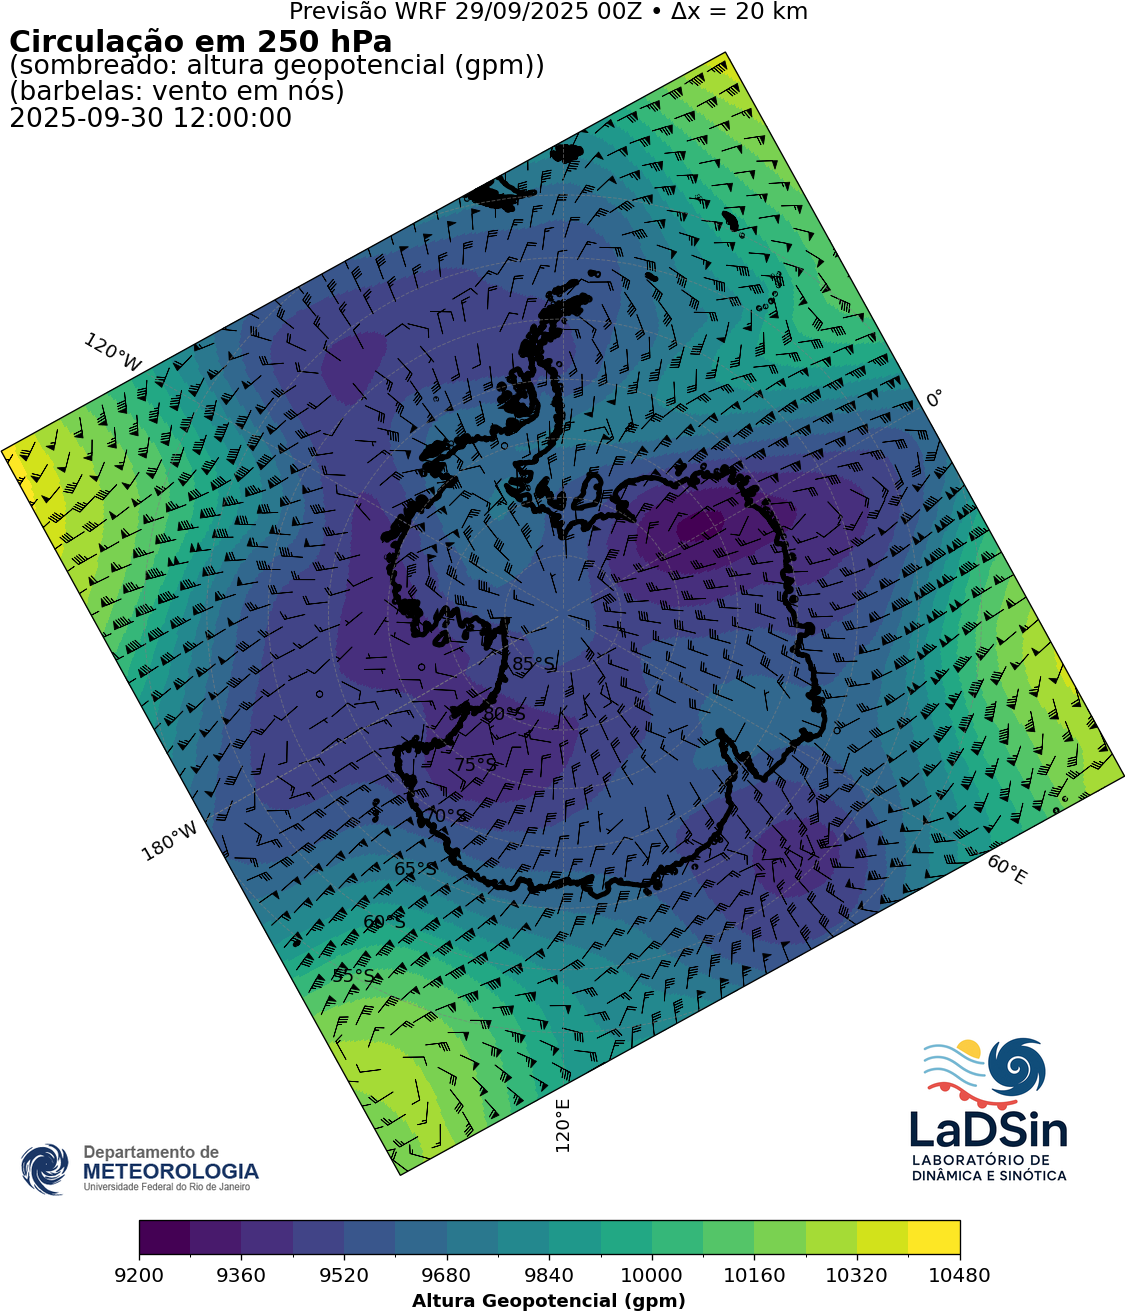 Previsão WRF 29/09/2025 00Z • Δx = 20 km
Circulação em 250 hPa
(sombreado: altura geopotencial (gpm))
(barbelas: vento em nós)
2025-09-30 12:00:00
120°W
0°
85°S
80°S
75°S
70°S
180°W
65°S
60°E
60°S
55°S
120°E
LaDSin
LABORATÓRIO DE
DINÂMICA E SINÓTICA
Departamento de
METEOROLOGIA
Universidade Federal do Rio de Janeiro
9200 9360 9520 9680 9840 10000 10160 10320 10480
Altura Geopotencial (gpm)